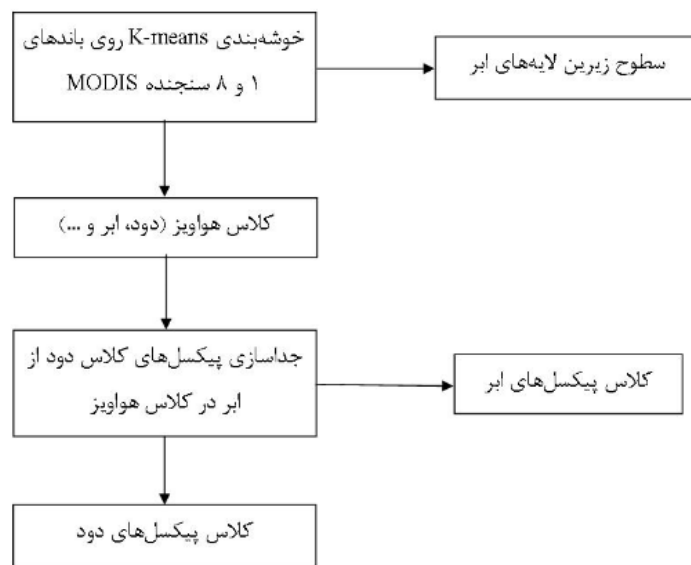 خوشه‌بندی K-means روی باندهای
۱ و ۸ سنجنده MODIS
سطوح زیرین لایه‌های ابر
کلاس هواویز (دود، ابر و ...)
جداسازی پیکسل‌های کلاس دود از
ابر در کلاس هواویز
کلاس پیکسل‌های ابر
کلاس پیکسل‌های دود